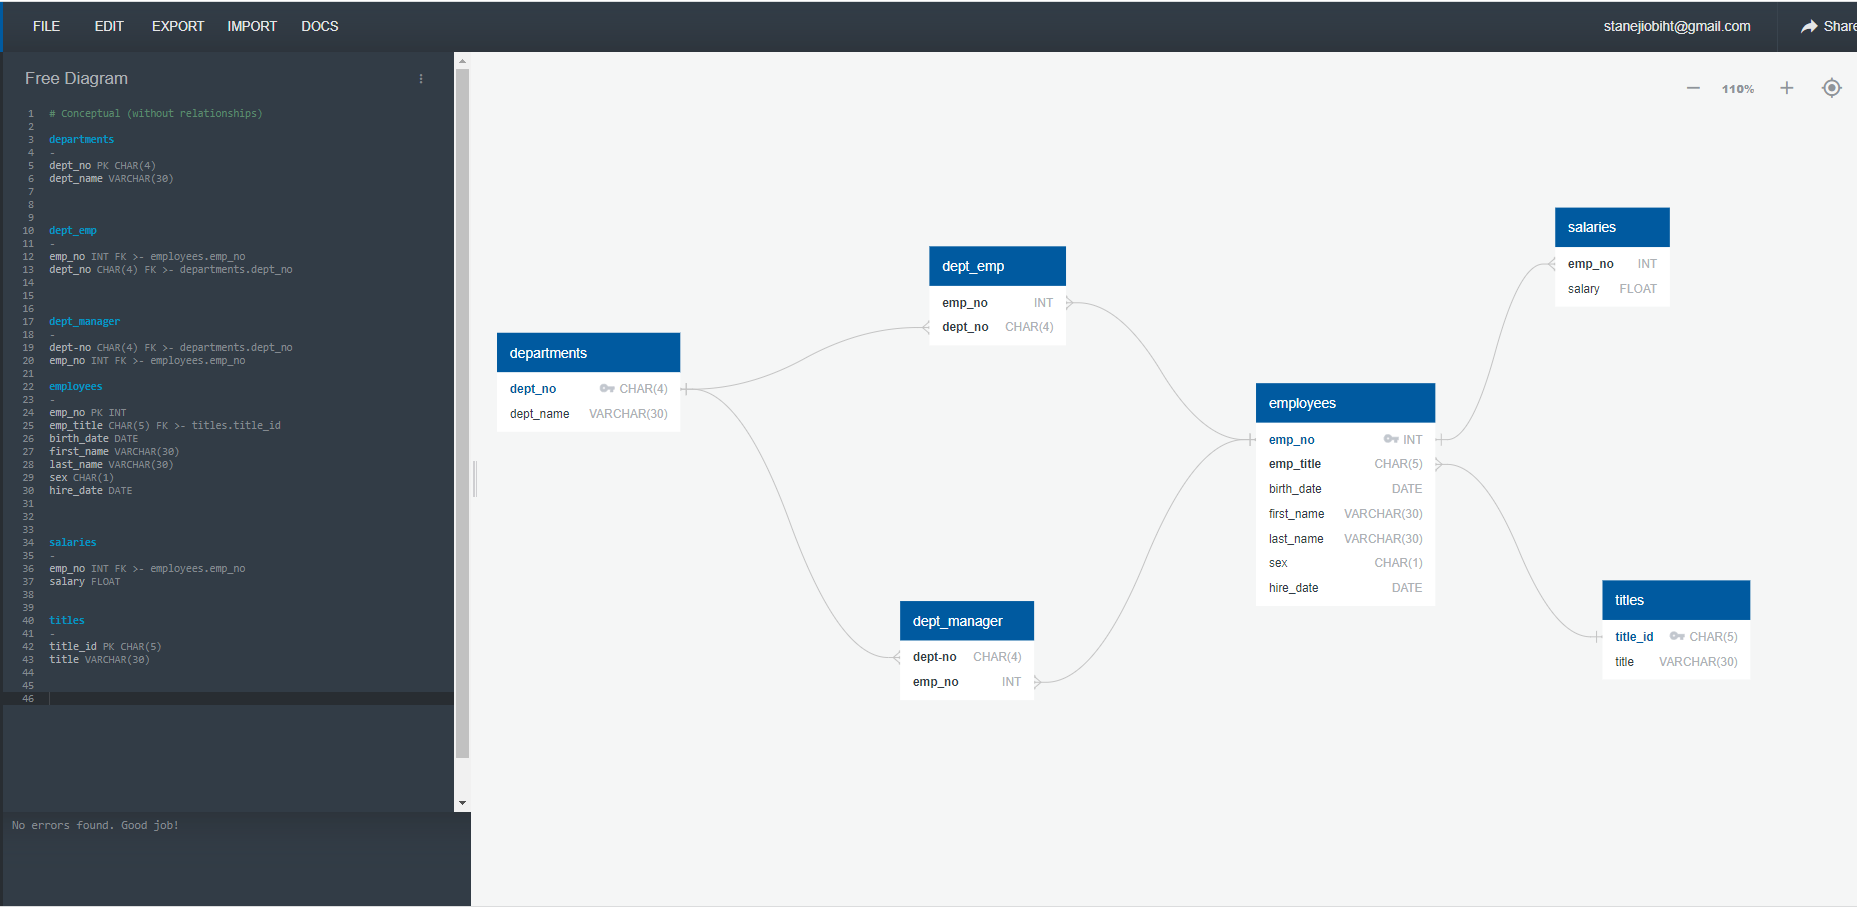 FILE EDIT EXPORT IMPORT DOCS stanejiobiht@gmail.com Share
Free Diagram
1 # Conceptual (without relationships)
2
3 departments
4 -
5 dept_no PK CHAR(4)
6 dept_name VARCHAR(30)
7
8
9
10 dept_emp
11 -
12 emp_no INT FK >- employees.emp_no
13 dept_no CHAR(4) FK >- departments.dept_no
14
15
16
17 dept_manager
18 -
19 dept-no CHAR(4) FK >- departments.dept_no
20 emp_no INT FK >- employees.emp_no
21
22 employees
23 -
24 emp_no PK INT
25 emp_title CHAR(5) FK >- titles.title_id
26 birth_date DATE
27 first_name VARCHAR(30)
28 last_name VARCHAR(30)
29 sex CHAR(1)
30 hire_date DATE
31
32
33
34 salaries
35 -
36 emp_no INT FK >- employees.emp_no
37 salary FLOAT
38
39
40 titles
41 -
42 title_id PK CHAR(5)
43 title VARCHAR(30)
44
45
46
No errors found. Good job!
110%
departments
dept_no CHAR(4)
dept_name VARCHAR(30)
dept_emp
emp_no INT
dept_no CHAR(4)
dept_manager
dept-no CHAR(4)
emp_no INT
employees
emp_no INT
emp_title CHAR(5)
birth_date DATE
first_name VARCHAR(30)
last_name VARCHAR(30)
sex CHAR(1)
hire_date DATE
salaries
emp_no INT
salary FLOAT
titles
title_id CHAR(5)
title VARCHAR(30)